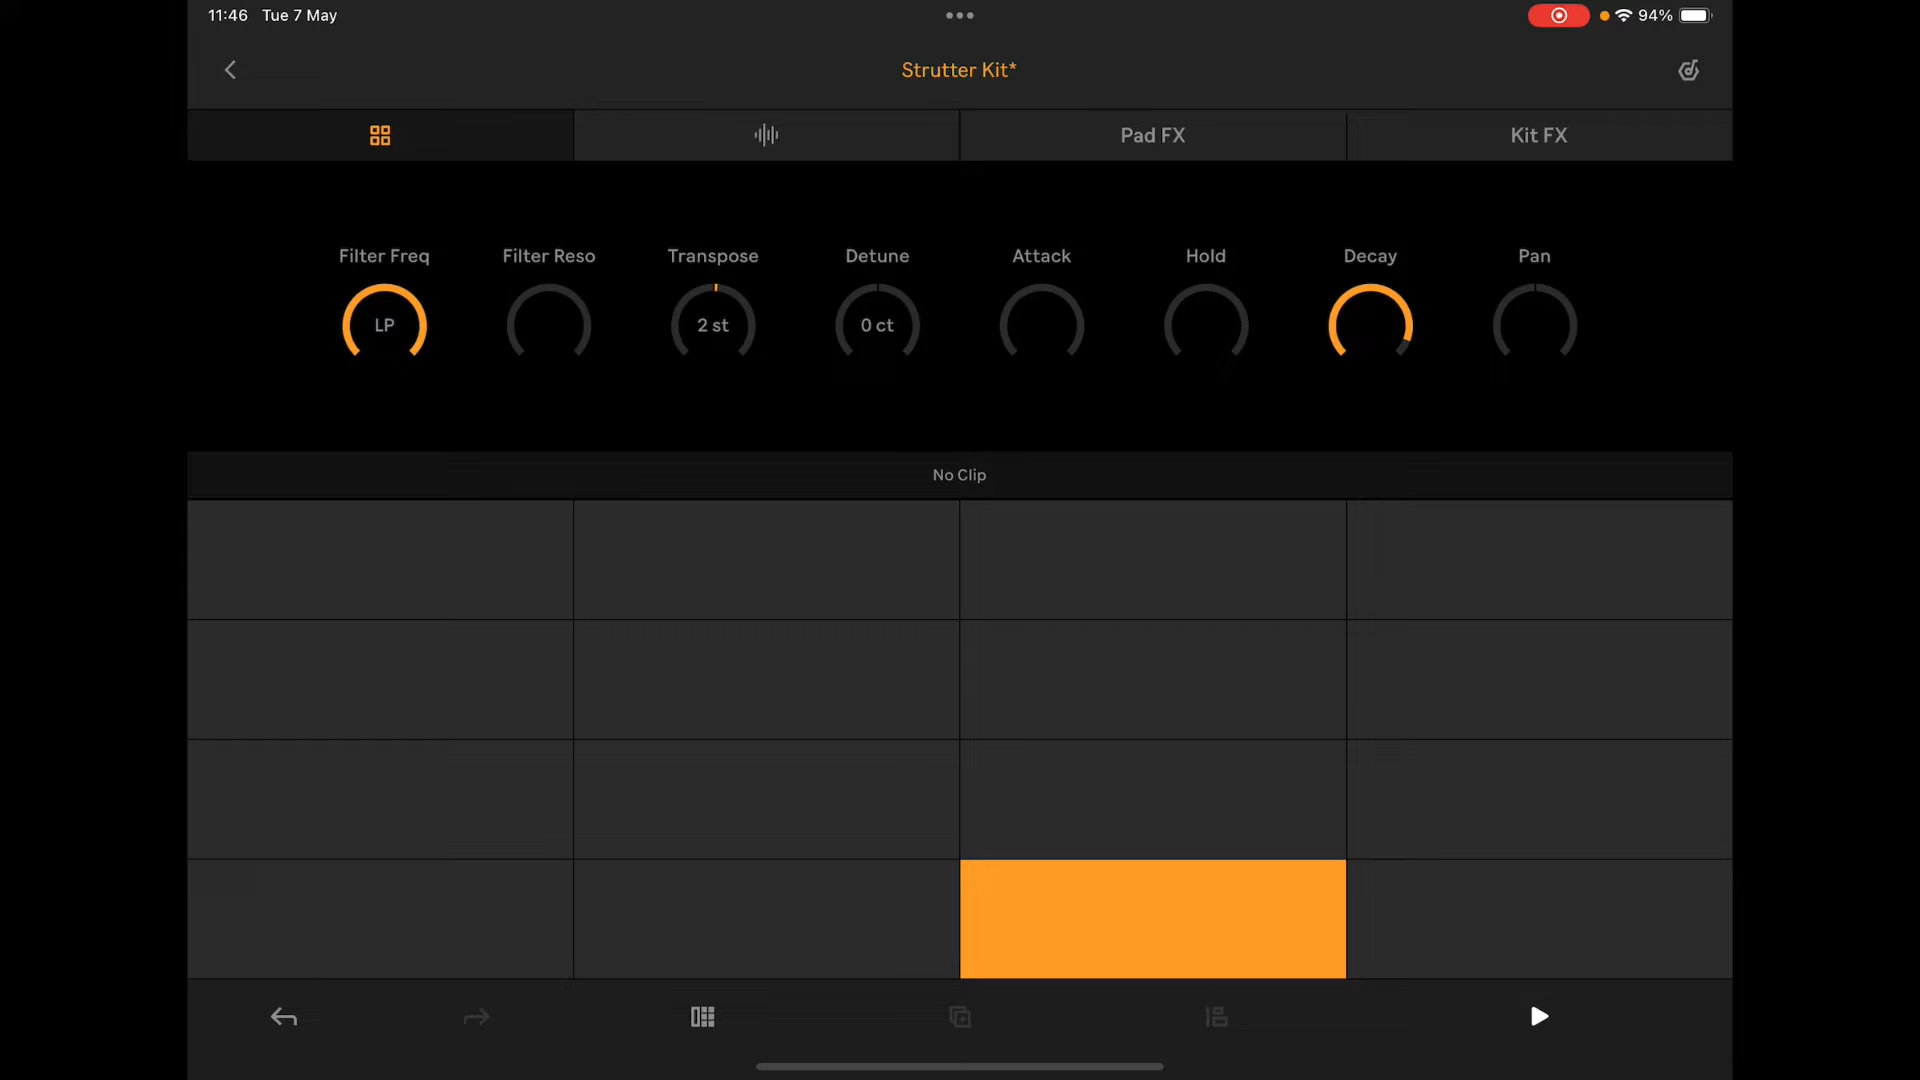 11:46 Tue 7 May
94%
Strutter Kit*
Pad FX
Kit FX
Filter Freq
Filter Reso
Transpose
Detune
Attack
Hold
Decay
Pan
LP
2 st
0 ct
No Clip